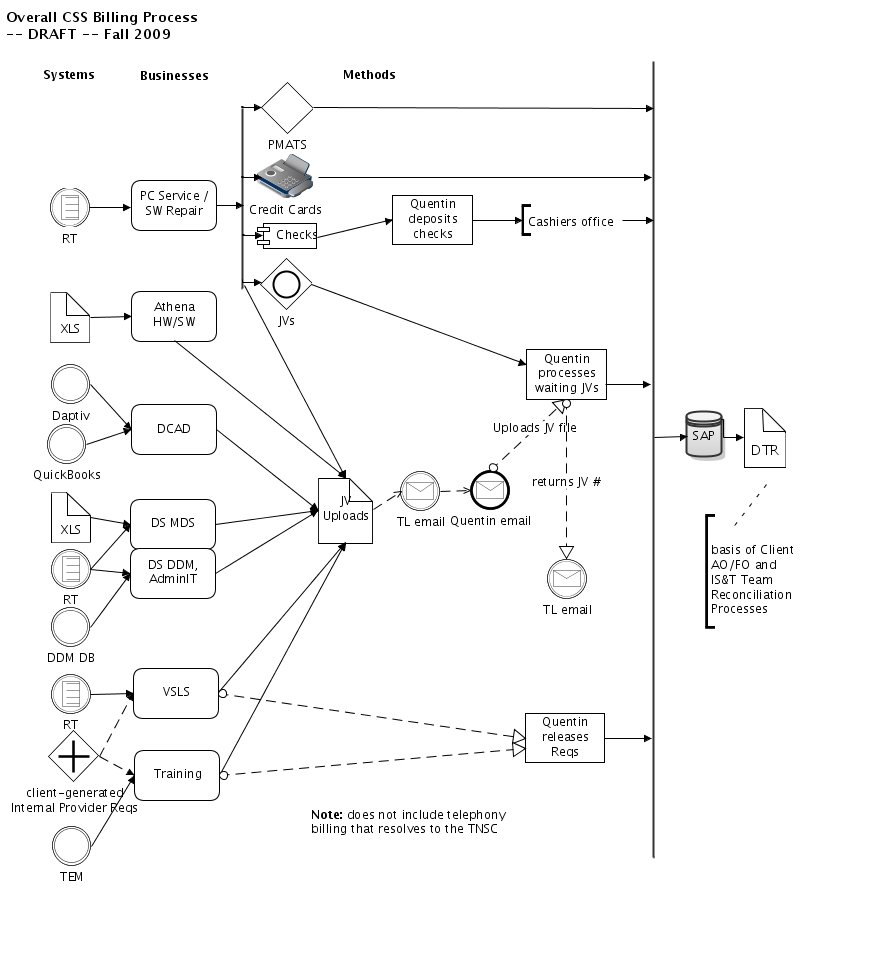 Overall CSS Billing Process
-- DRAFT -- Fall 2009
Systems
Businesses
Methods
PMATS
Credit Cards
Checks
JVs
Quentin
deposits
checks
Cashiers office
RT
PC Service /
SW Repair
XLS
Athena
HW/SW
Quentin
processes
waiting JVs
Daptiv
QuickBooks
DCAD
Uploads JV file
SAP
DTR
XLS
DS MDS
JV
Uploads
TL email
Quentin email
returns JV #
RT
DS DDM,
AdminIT
TL email
basis of Client
AO/FO and
IS&T Team
Reconciliation
Processes
DDM DB
RT
VSLS
Quentin
releases
Reqs
client-generated
Internal Provider Reqs
Training
TEM
Note: does not include telephony
billing that resolves to the TNSC